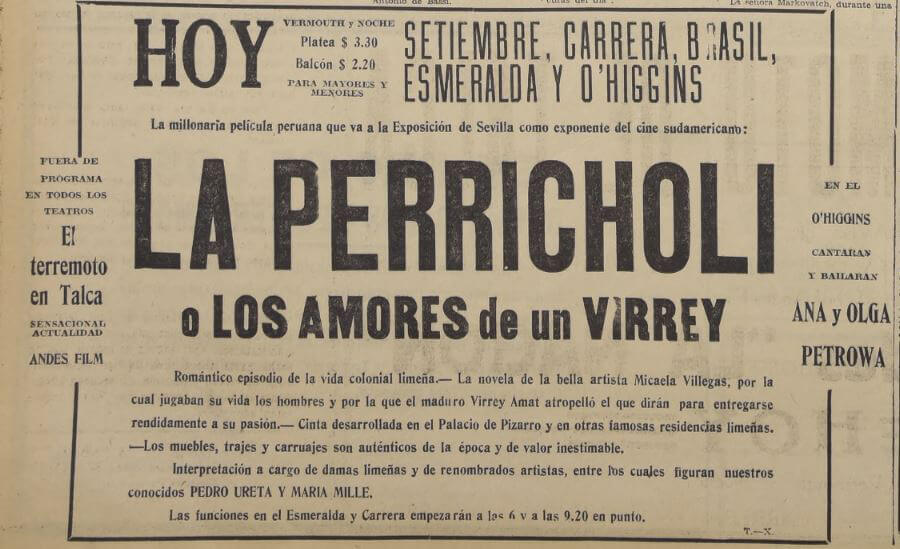 Antonio de Bassi.
La señora Markovatch, durante una
HOY
VERMOUTH y NOCHE
Platea $ 3.30
Balcón $ 2.20
PARA MAYORES Y
MENORES
SETIEMBRE, CARRERA, BRASIL,
ESMERALDA Y O'HIGGINS
La millonaria película peruana que va a la Exposición de Sevilla como exponente del cine sudamericano:
FUERA DE
PROGRAMA
EN TODOS LOS
TEATROS
El
terremoto
en Talca
SENSACIONAL
ACTUALIDAD
ANDES FILM
LA PERRICHOLI
o LOS AMORES de un VIRREY
EN EL
O'HIGGINS
CANTARAN
Y BAILARAN
ANA y OLGA
PETROWA
Romántico episodio de la vida colonial limeña.— La novela de la bella artista Micaela Villegas, por la
cual jugaban su vida los hombres y por la que el maduro Virrey Amat atropelló el que dirán para entregarse
rendidamente a su pasión.— Cinta desarrollada en el Palacio de Pizarro y en otras famosas residencias limeñas.
—Los muebles, trajes y carruajes son auténticos de la época y de valor inestimable.
Interpretación a cargo de damas limeñas y de renombrados artistas, entre los cuales figuran nuestros
conocidos PEDRO URETA Y MARIA MILLE.
Las funciones en el Esmeralda y Carrera empezarán a las 6 y a las 9.20 en punto.
T.—X.